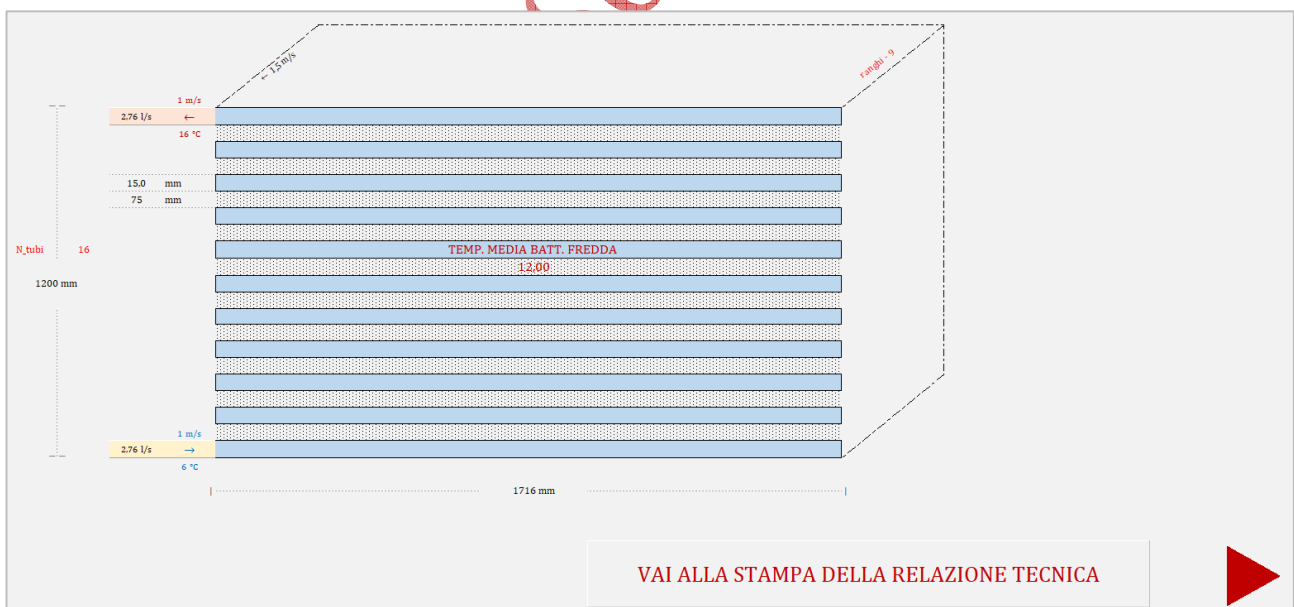 ← 1,5 m/s
ranghi - 9
1 m/s
2.76 l/s ←
16 °C
15,0 mm
75 mm
N_tubi 16
TEMP. MEDIA BATT. FREDDA
12,00
1200 mm
1 m/s
2.76 l/s →
6 °C
1716 mm
VAI ALLA STAMPA DELLA RELAZIONE TECNICA